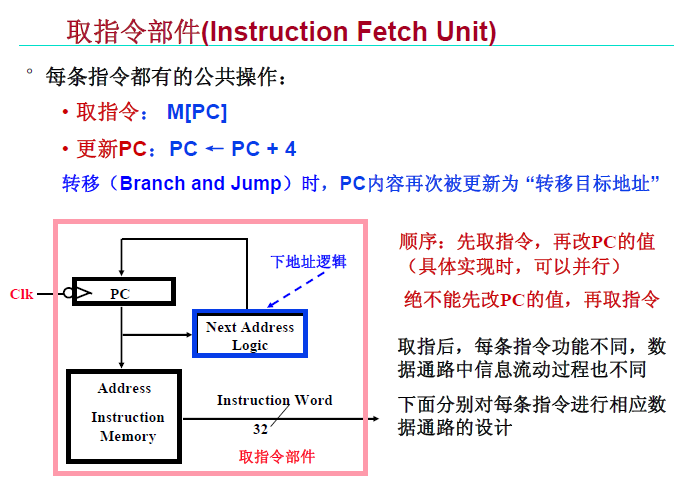 取指令部件(Instruction Fetch Unit)
° 每条指令都有的公共操作：
• 取指令： M[PC]
• 更新PC：PC ← PC + 4
转移（Branch and Jump）时，PC内容再次被更新为 “转移目标地址”
顺序：先取指令，再改PC的值
（具体实现时，可以并行）
绝不能先改PC的值，再取指令
取指后，每条指令功能不同，数
据通路中信息流动过程也不同
下面分别对每条指令进行相应数
据通路的设计
下地址逻辑
Clk
PC
Next Address
Logic
Address
Instruction
Memory
Instruction Word
32
取指令部件